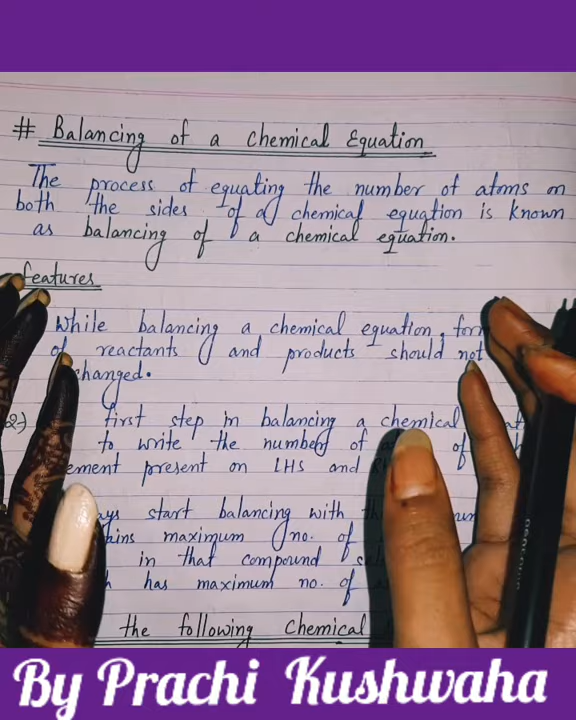 # Balancing of a Chemical Equation
The process of equating the number of atoms on
both the sides of a chemical equation is known
as balancing of a chemical equation.
features
While balancing a chemical equation,
of reactants and products should not
changed.
2) first step in balancing a chemical
to write the number of of
present on LHS and
start balancing with
maximum no. of
in that compound
has maximum no. of
the following Chemical
By Prachi Kushwaha